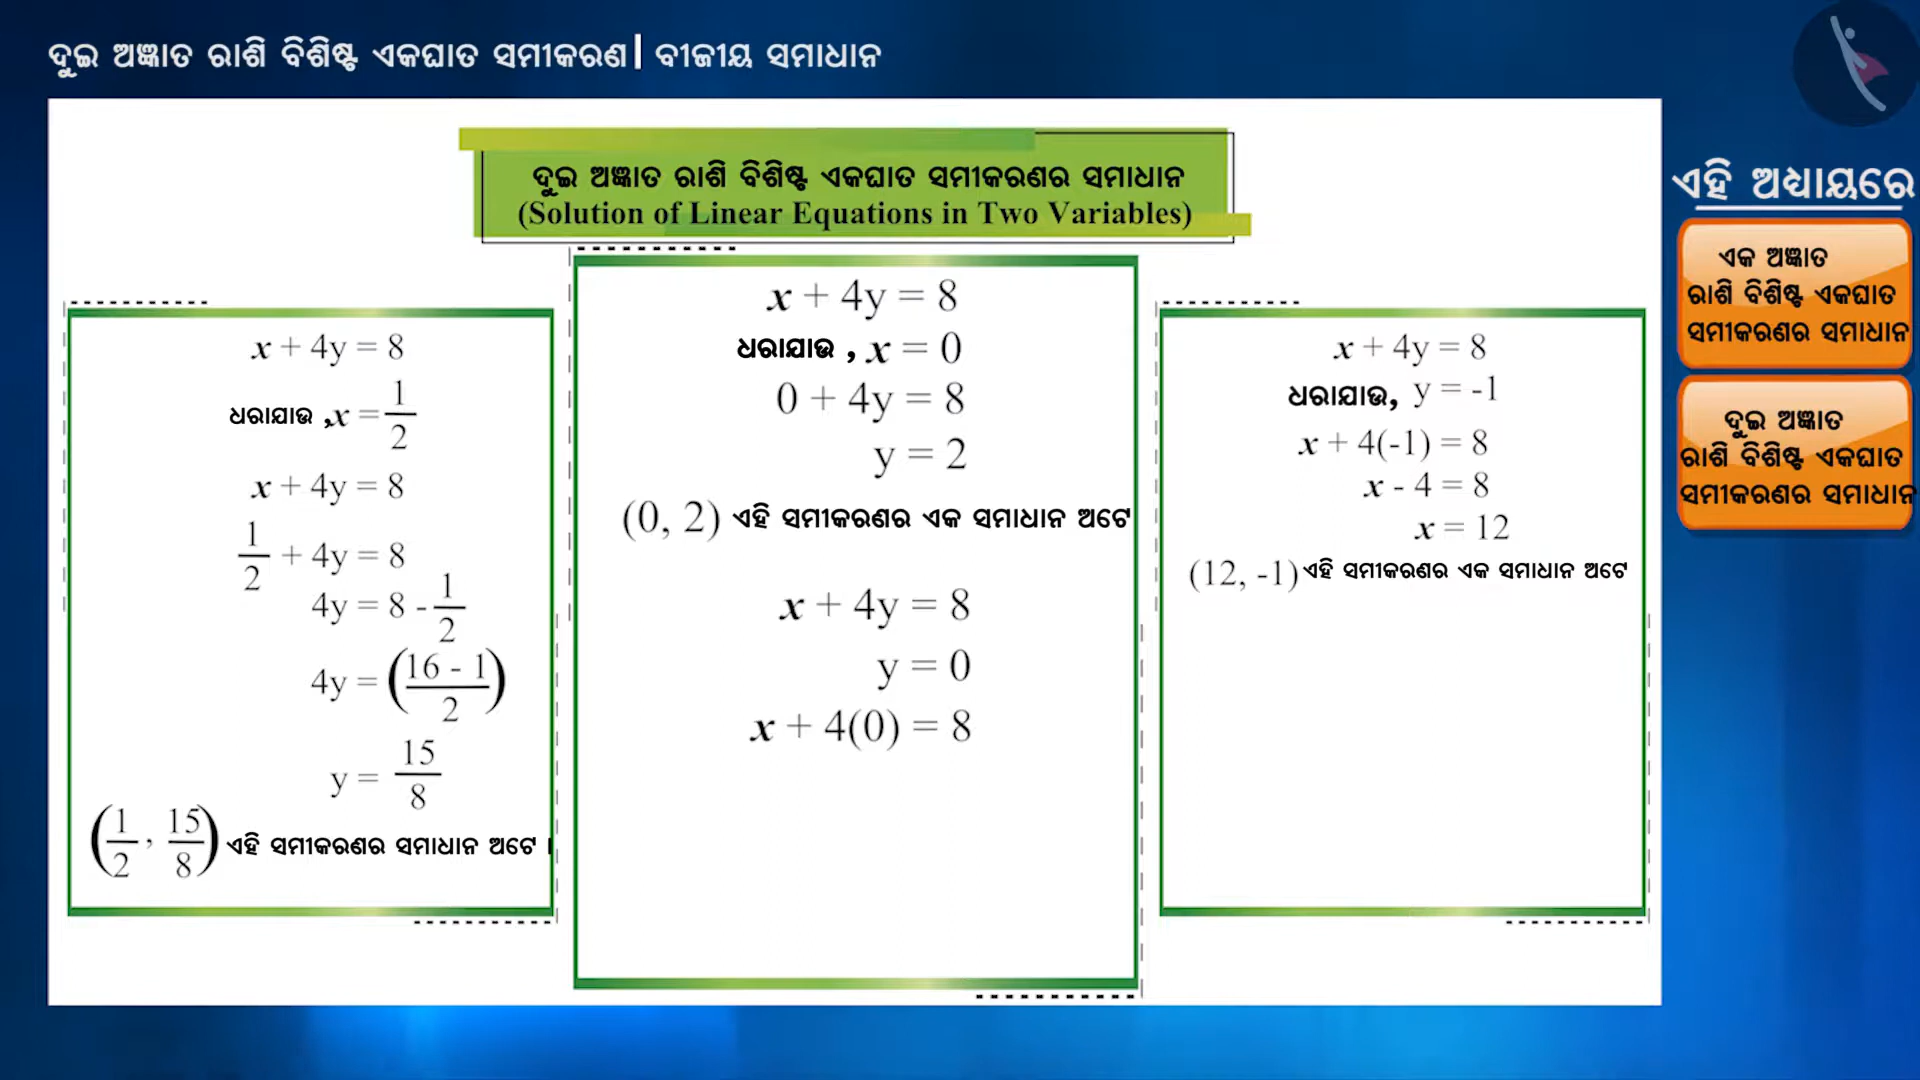 ଦୁଇ ଅଜ୍ଞାତ ରାଶି ବିଶିଷ୍ଟ ଏକଘାତ ସମୀକରଣ| ବୀଜୀୟ ସମାଧାନ
ଦୁଇ ଅଜ୍ଞାତ ରାଶି ବିଶିଷ୍ଟ ଏକଘାତ ସମୀକରଣର ସମାଧାନ
(Solution of Linear Equations in Two Variables)
x + 4y = 8
ଧରାଯାଉ ,x = 1/2
x + 4y = 8
1/2 + 4y = 8
4y = 8 - 1/2
4y = ((16 - 1)/2)
y = 15/8
(1/2, 15/8) ଏହି ସମୀକରଣର ସମାଧାନ ଅଟେ ।
x + 4y = 8
ଧରାଯାଉ , x = 0
0 + 4y = 8
y = 2
(0, 2) ଏହି ସମୀକରଣର ଏକ ସମାଧାନ ଅଟେ
x + 4y = 8
y = 0
x + 4(0) = 8
x + 4y = 8
ଧରାଯାଉ, y = -1
x + 4(-1) = 8
x - 4 = 8
x = 12
(12, -1) ଏହି ସମୀକରଣର ଏକ ସମାଧାନ ଅଟେ
ଏହି ଅଧ୍ୟାୟରେ
ଏକ ଅଜ୍ଞାତ
ରାଶି ବିଶିଷ୍ଟ ଏକଘାତ
ସମୀକରଣର ସମାଧାନ
ଦୁଇ ଅଜ୍ଞାତ
ରାଶି ବିଶିଷ୍ଟ ଏକଘାତ
ସମୀକରଣର ସମାଧାନ